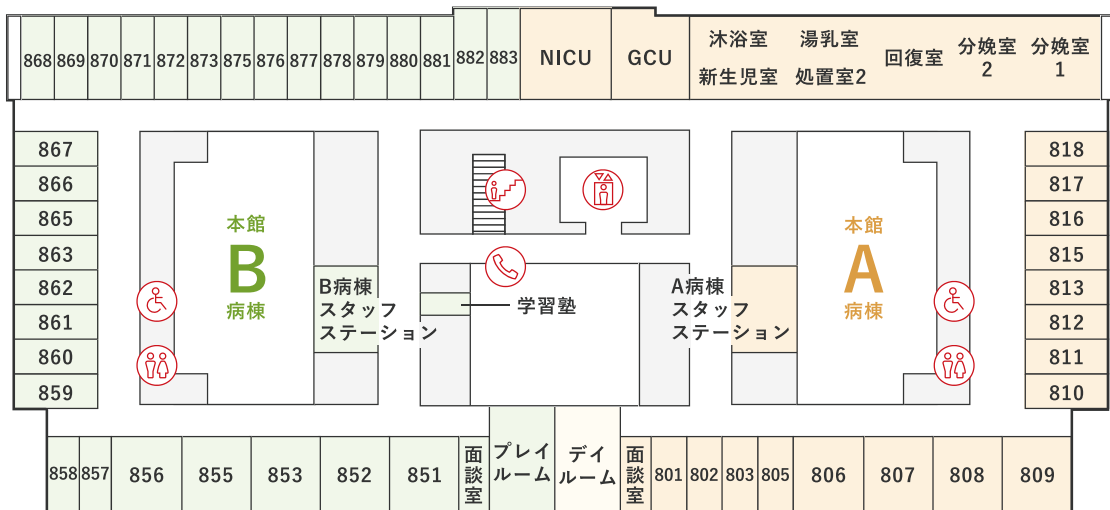 868 869 870 871 872 873 875 876 877 878 879 880 881 882 883 NICU GCU
沐浴室 湯乳室 回復室 分娩室 分娩室
新生児室 処置室2 2 1
867
866
865
863
862
861
860
859
本館
B
病棟
B病棟
スタッフ
ステーション
学習塾
A病棟
スタッフ
ステーション
本館
A
病棟
818
817
816
815
813
812
811
810
858 857 856 855 853 852 851
面
談
室
プレイ
ルーム
デイ
ルーム
面
談
室
801 802 803 805 806 807 808 809